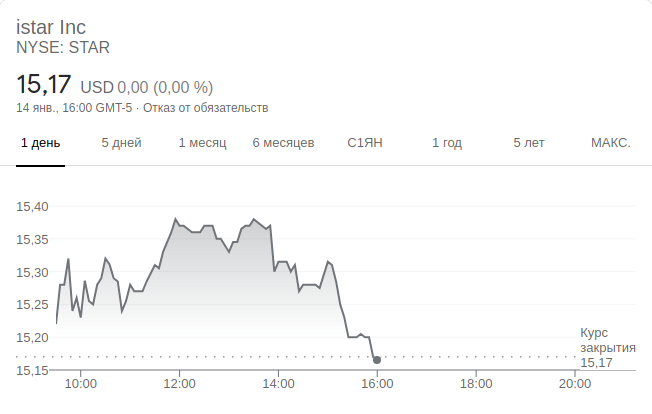 istar Inc
NYSE: STAR
15,17 USD 0,00 (0,00 %)
14 янв., 16:00 GMT-5 · Отказ от обязательств
1 день 5 дней 1 месяц 6 месяцев С1ЯН 1 год 5 лет МАКС.
15,40
15,35
15,30
15,25
15,20
15,15
Курс
закрытия
15,17
10:00 12:00 14:00 16:00 18:00 20:00